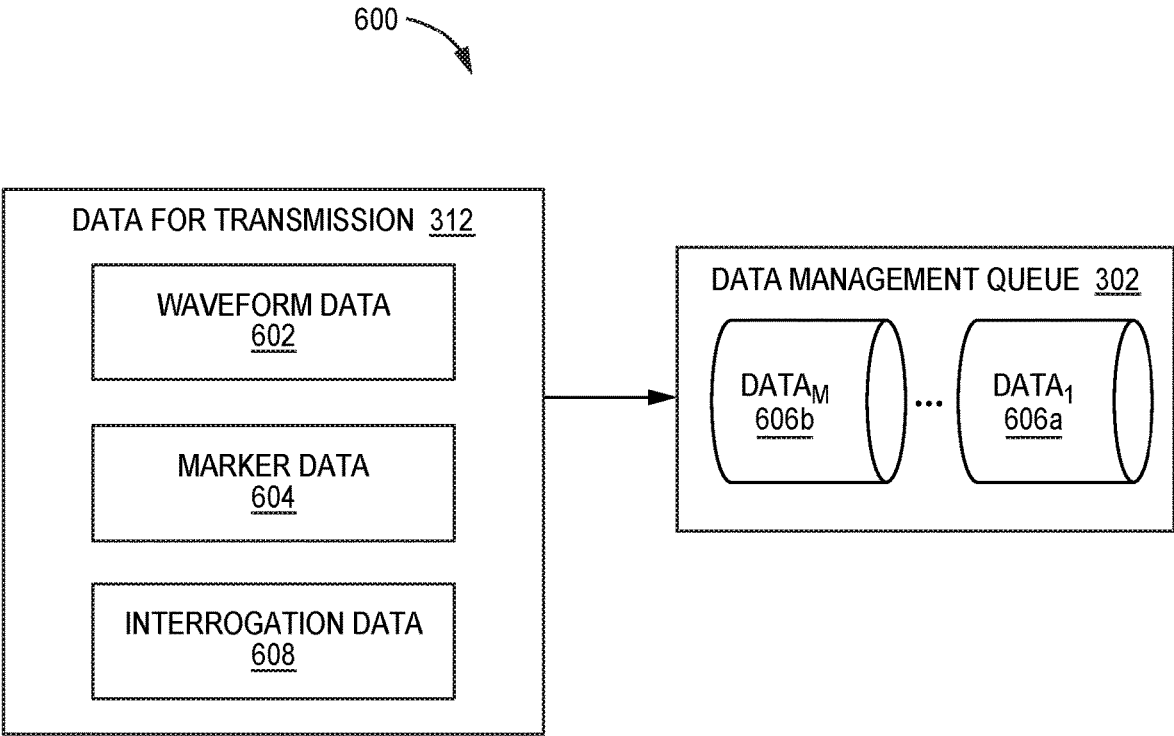 600
DATA FOR TRANSMISSION 312
WAVEFORM DATA
602
MARKER DATA
604
INTERROGATION DATA
608
DATA MANAGEMENT QUEUE 302
DATAM
606b
...
DATA1
606a